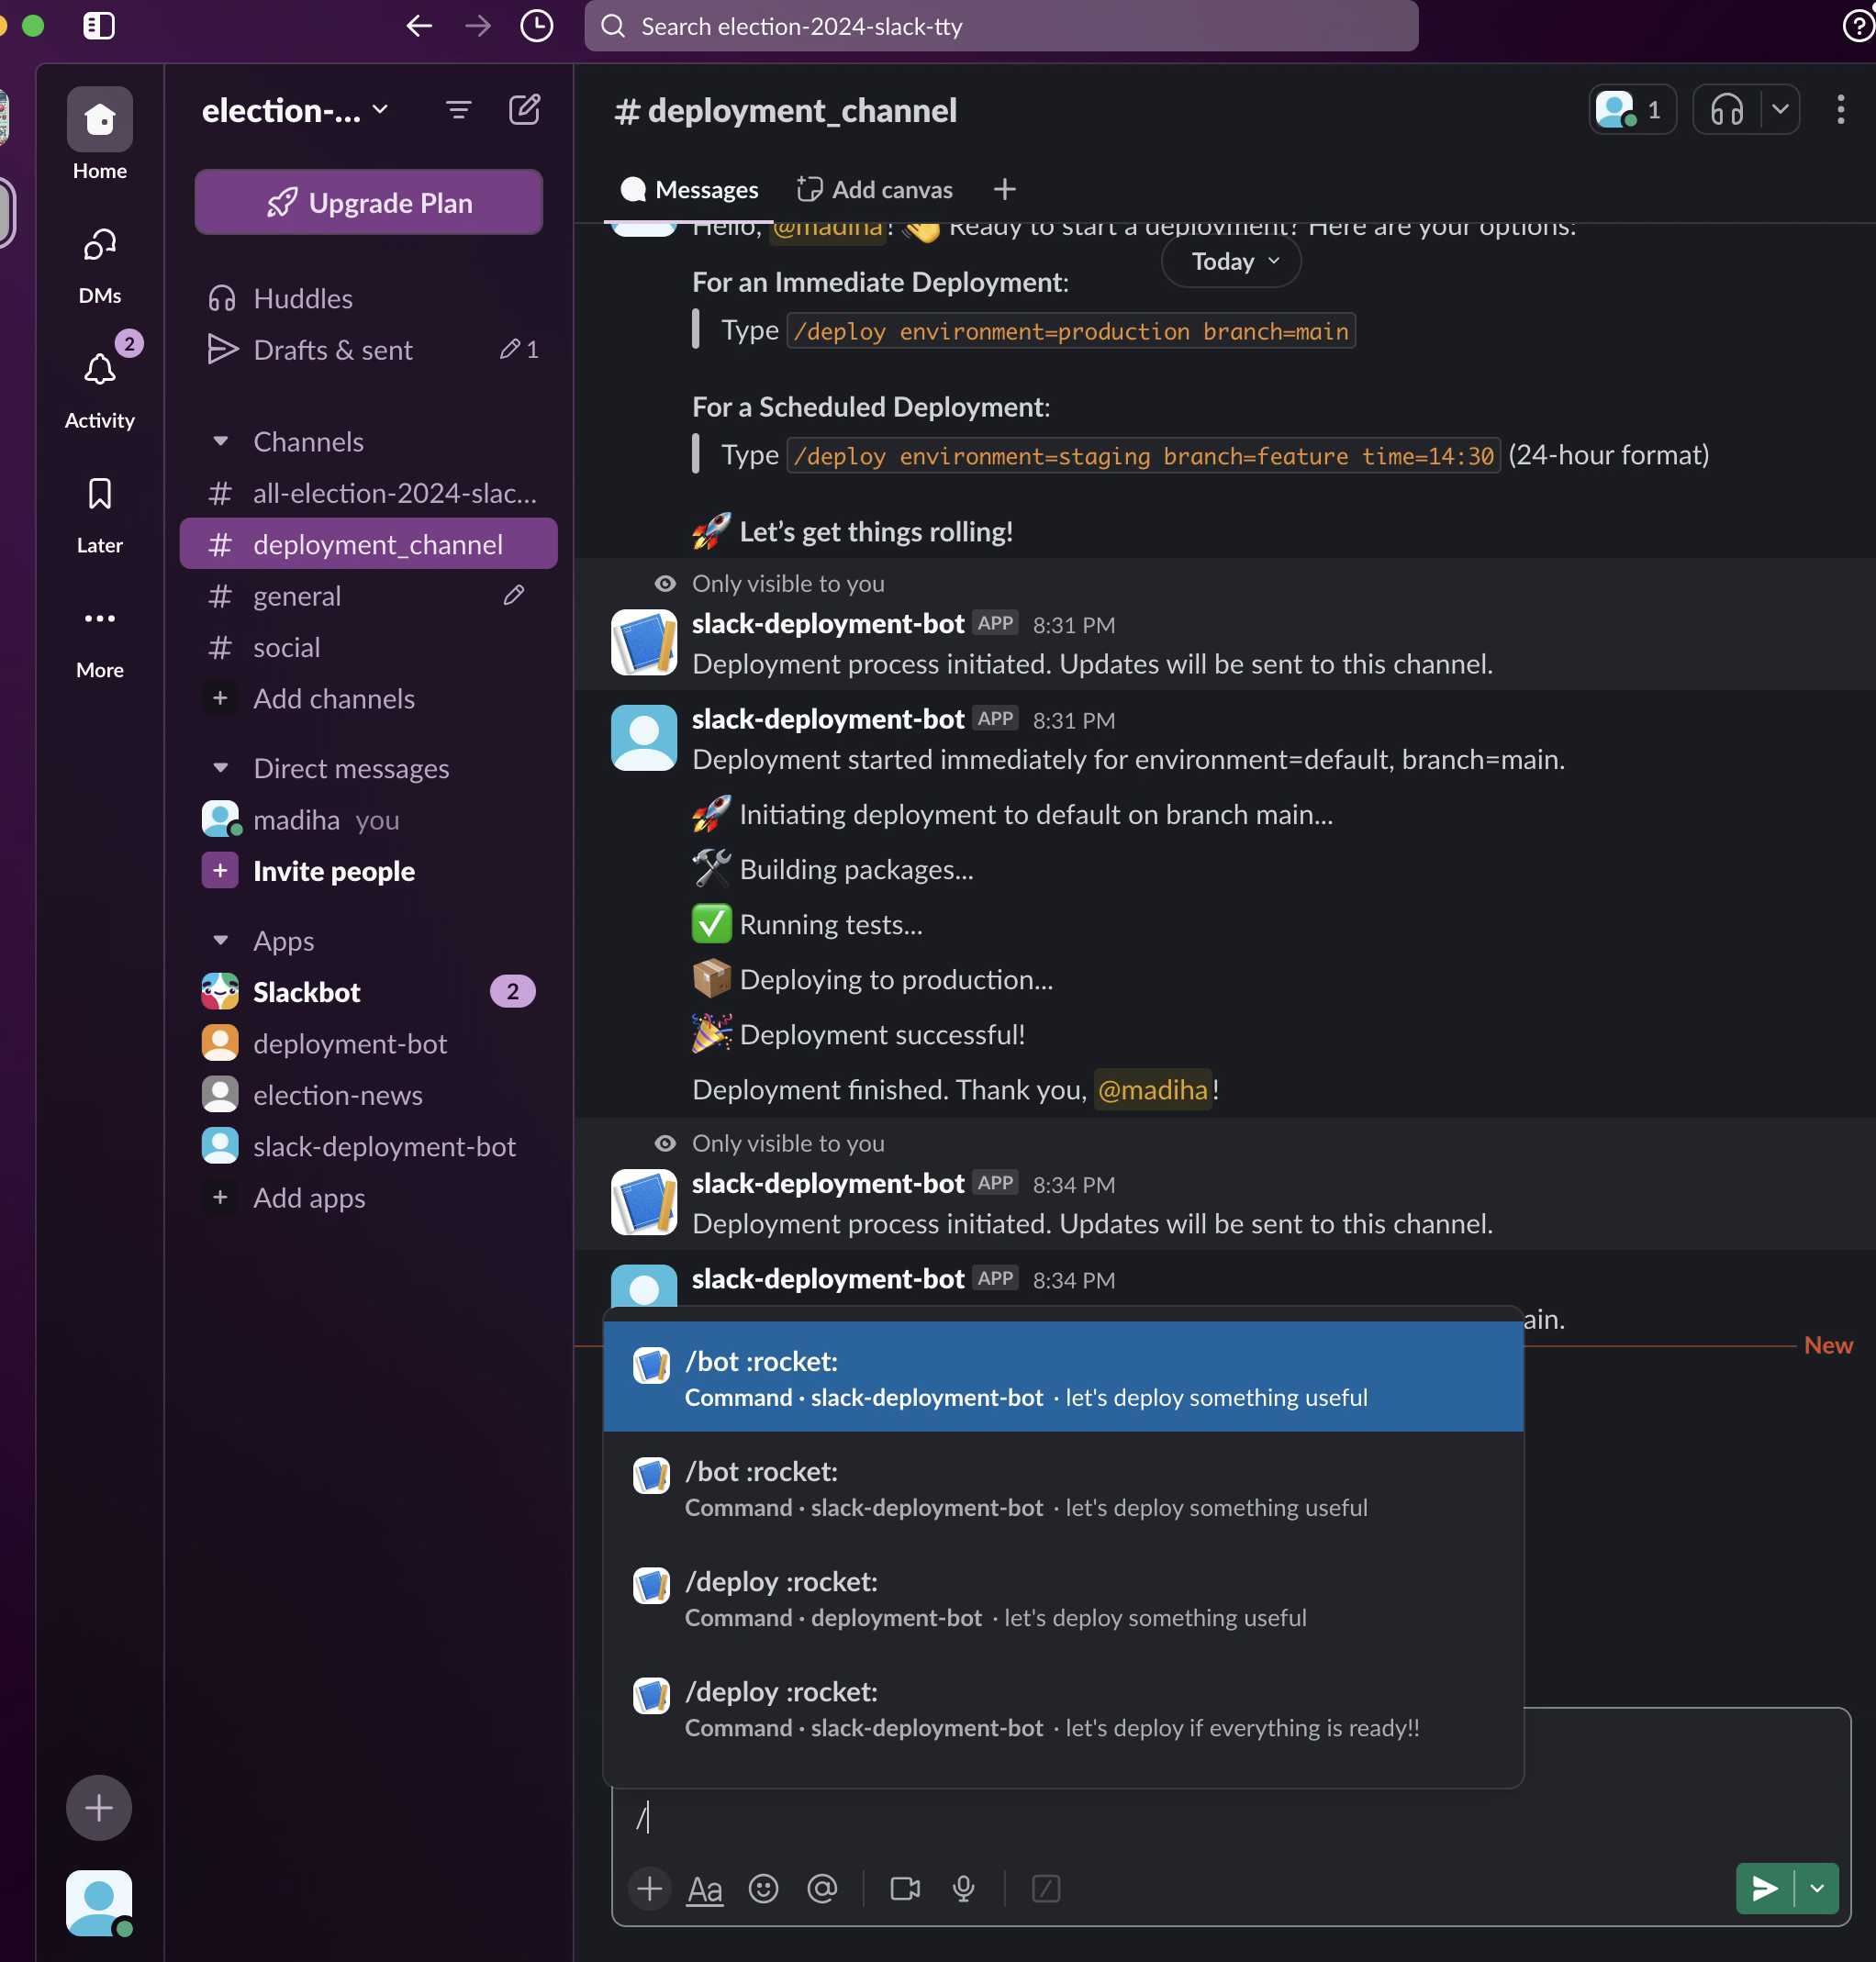 Search election-2024-slack-tty
Home
DMs
2
Activity
Later
More
election-...
Upgrade Plan
Huddles
Drafts & sent 1
Channels
# all-election-2024-slac...
# deployment_channel
# general
# social
+ Add channels
Direct messages
madiha you
+ Invite people
Apps
Slackbot 2
deployment-bot
election-news
slack-deployment-bot
+ Add apps
# deployment_channel
1
Messages Add canvas +
Hello, @madiha! 👋 Ready to start a deployment? Here are your options:
Today
For an Immediate Deployment:
Type /deploy environment=production branch=main
For a Scheduled Deployment:
Type /deploy environment=staging branch=feature time=14:30 (24-hour format)
🚀 Let’s get things rolling!
Only visible to you
slack-deployment-bot APP 8:31 PM
Deployment process initiated. Updates will be sent to this channel.
slack-deployment-bot APP 8:31 PM
Deployment started immediately for environment=default, branch=main.
🚀 Initiating deployment to default on branch main...
🛠 Building packages...
✅ Running tests...
📦 Deploying to production...
🎉 Deployment successful!
Deployment finished. Thank you, @madiha!
Only visible to you
slack-deployment-bot APP 8:34 PM
Deployment process initiated. Updates will be sent to this channel.
slack-deployment-bot APP 8:34 PM
ain.
New
/bot :rocket:
Command · slack-deployment-bot · let's deploy something useful
/bot :rocket:
Command · slack-deployment-bot · let's deploy something useful
/deploy :rocket:
Command · deployment-bot · let's deploy something useful
/deploy :rocket:
Command · slack-deployment-bot · let's deploy if everything is ready!!
/
Aa